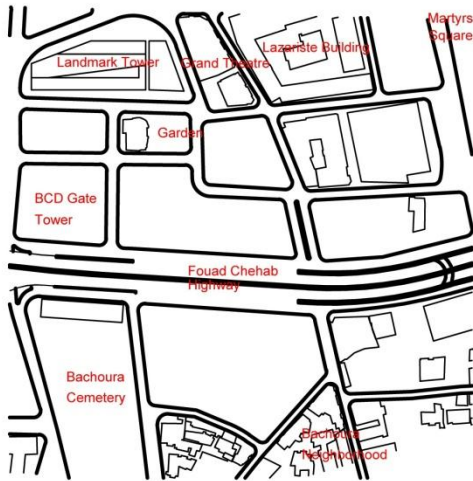 Martyrs
Square
Landmark Tower
Grand Theatre
Lazariste Building
Garden
BCD Gate
Tower
Fouad Chehab
Highway
Bachoura
Cemetery
Bachoura
Neighborhood